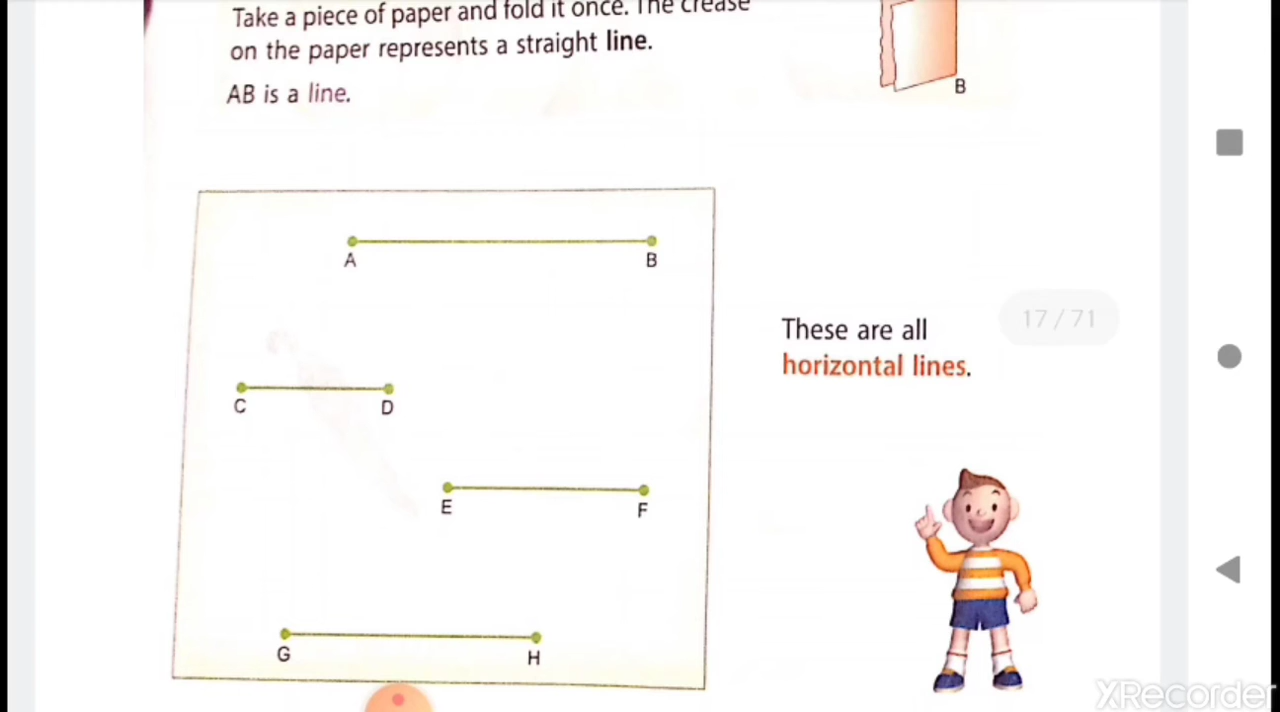 Take a piece of paper and fold it once. The crease
on the paper represents a straight line.
B
AB is a line.
A
B
These are all
horizontal lines.
17 / 71
C
D
E
F
G
H
XRecorder